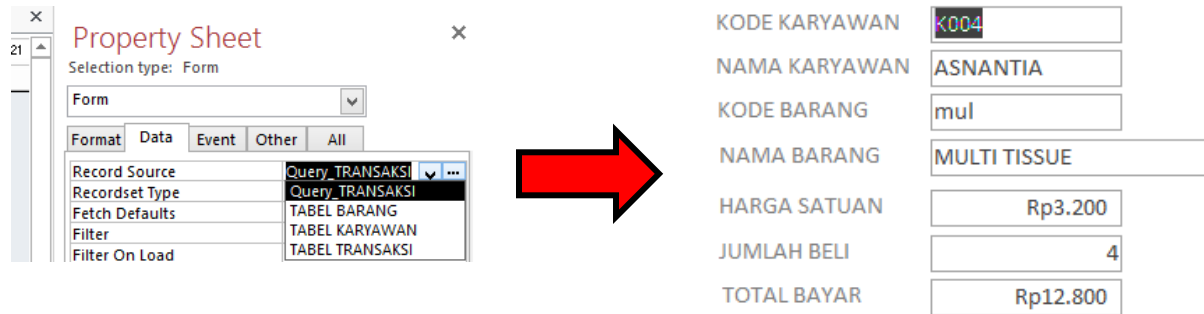 21
Property Sheet
Selection type: Form
Form
Format Data Event Other All
Record Source Query_TRANSAKSI
Recordset Type Query_TRANSAKSI
Fetch Defaults TABEL BARANG
Filter TABEL KARYAWAN
Filter On Load TABEL TRANSAKSI
KODE KARYAWAN K004
NAMA KARYAWAN ASNANTIA
KODE BARANG mul
NAMA BARANG MULTI TISSUE
HARGA SATUAN Rp3.200
JUMLAH BELI 4
TOTAL BAYAR Rp12.800